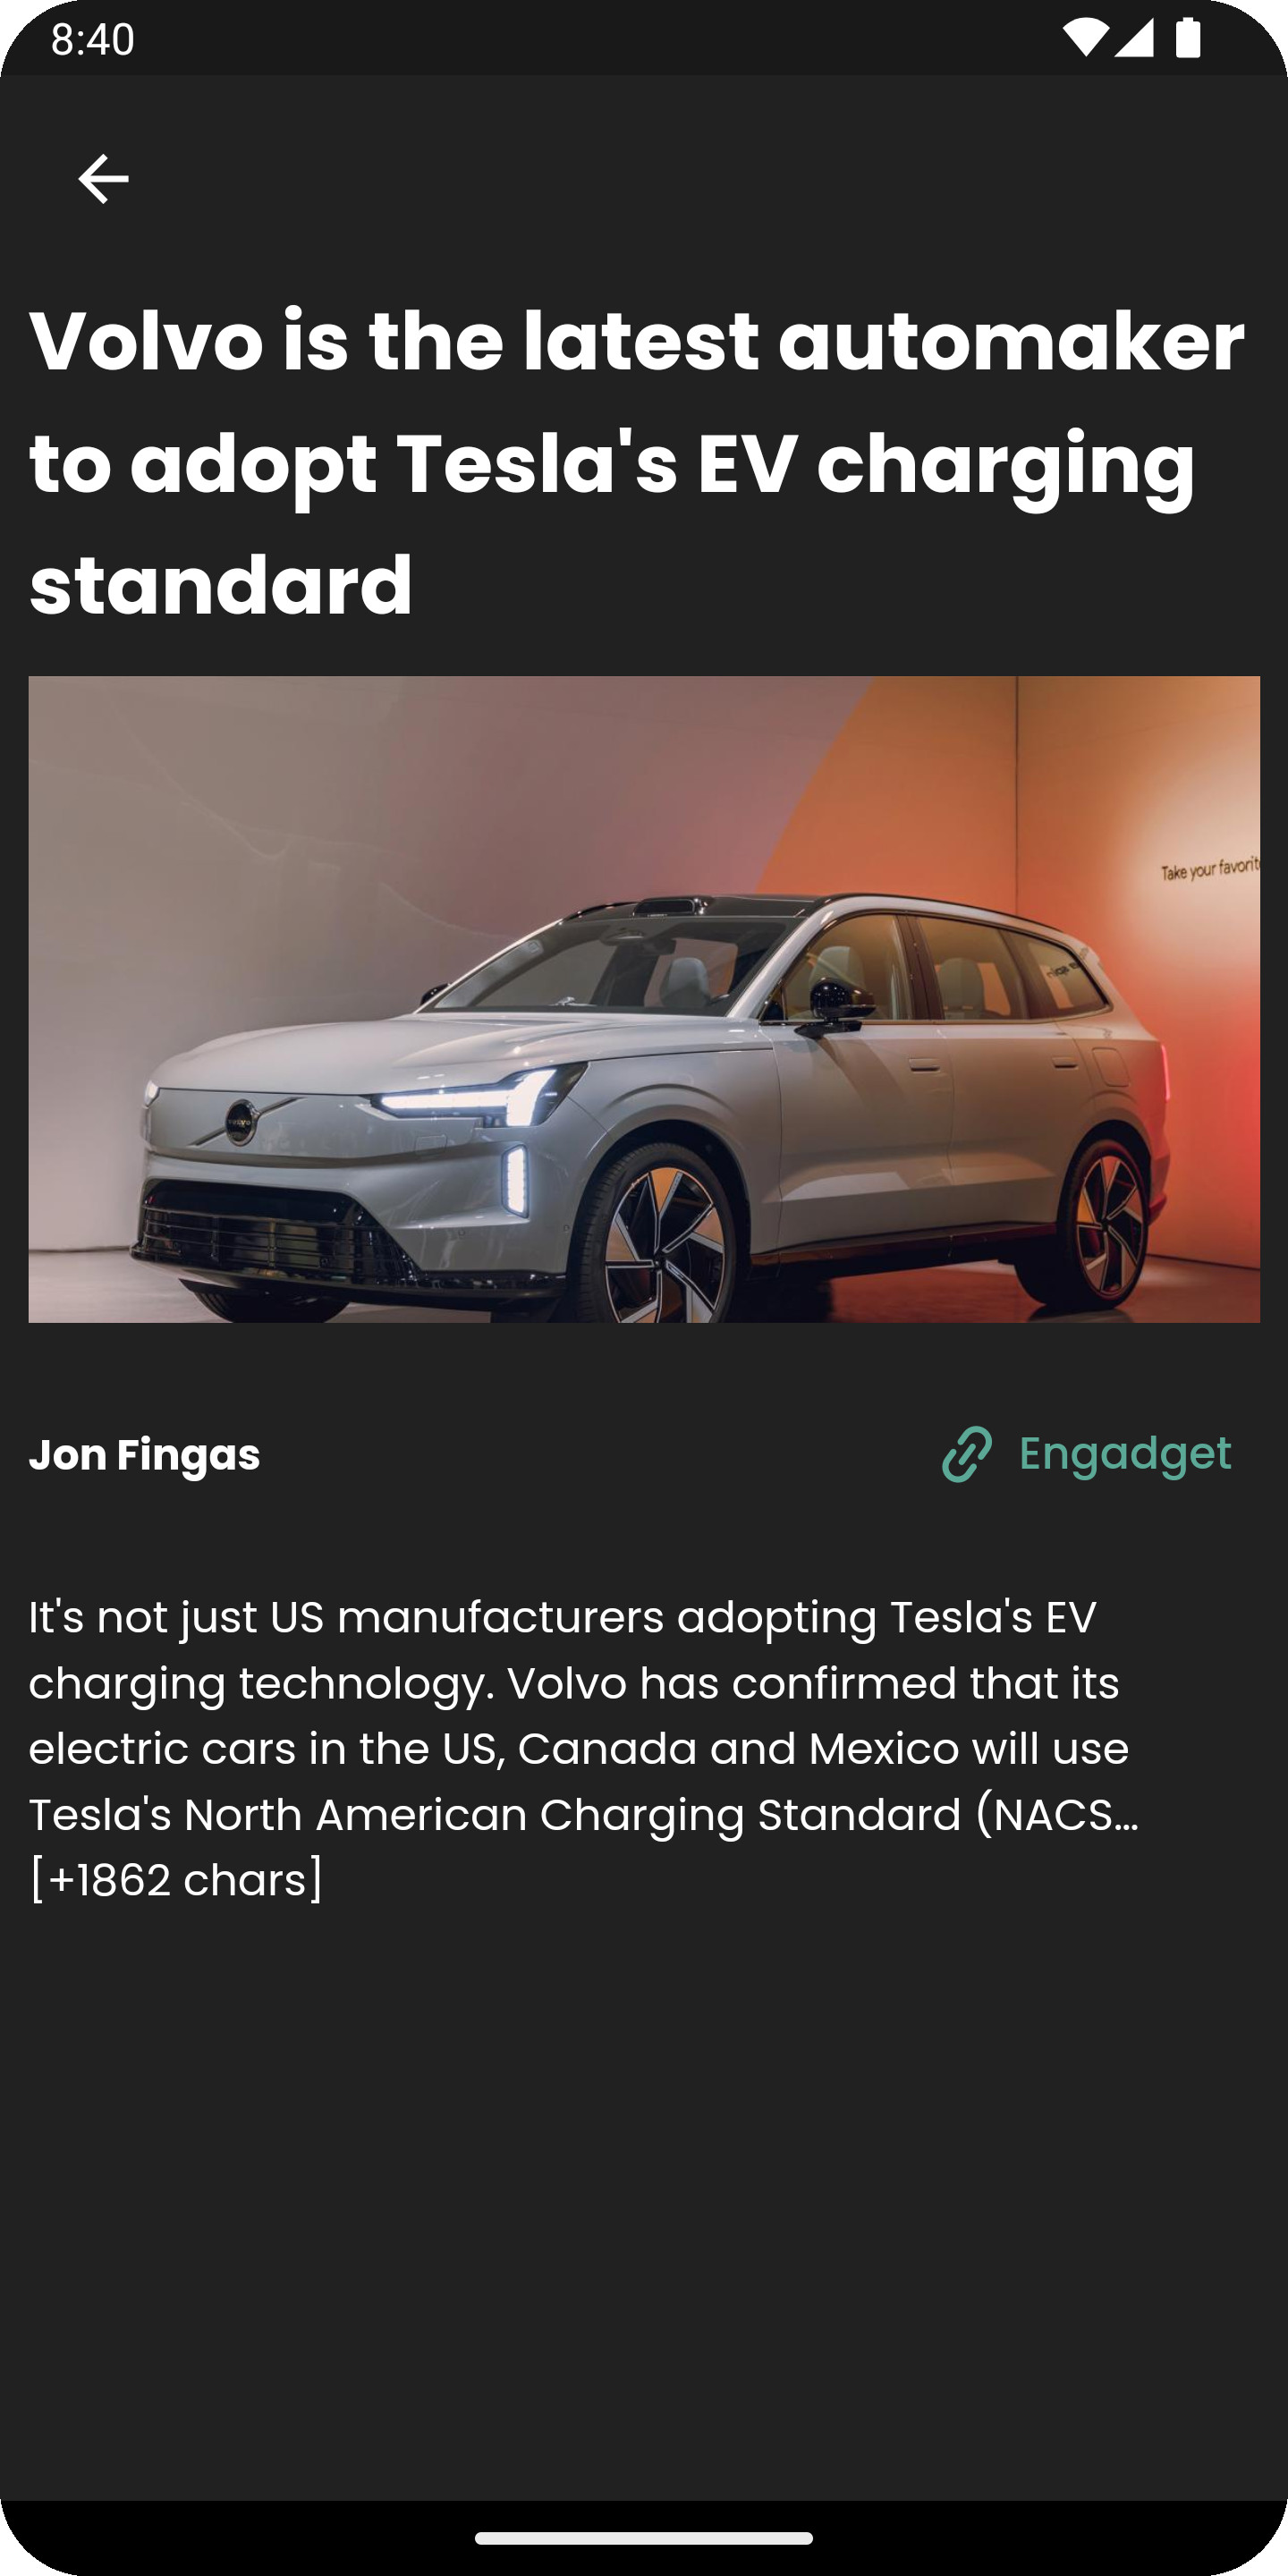 8:40
Volvo is the latest automaker
to adopt Tesla's EV charging
standard
Take your favorit
Jon Fingas
Engadget
It's not just US manufacturers adopting Tesla's EV
charging technology. Volvo has confirmed that its
electric cars in the US, Canada and Mexico will use
Tesla's North American Charging Standard (NACS…
[+1862 chars]